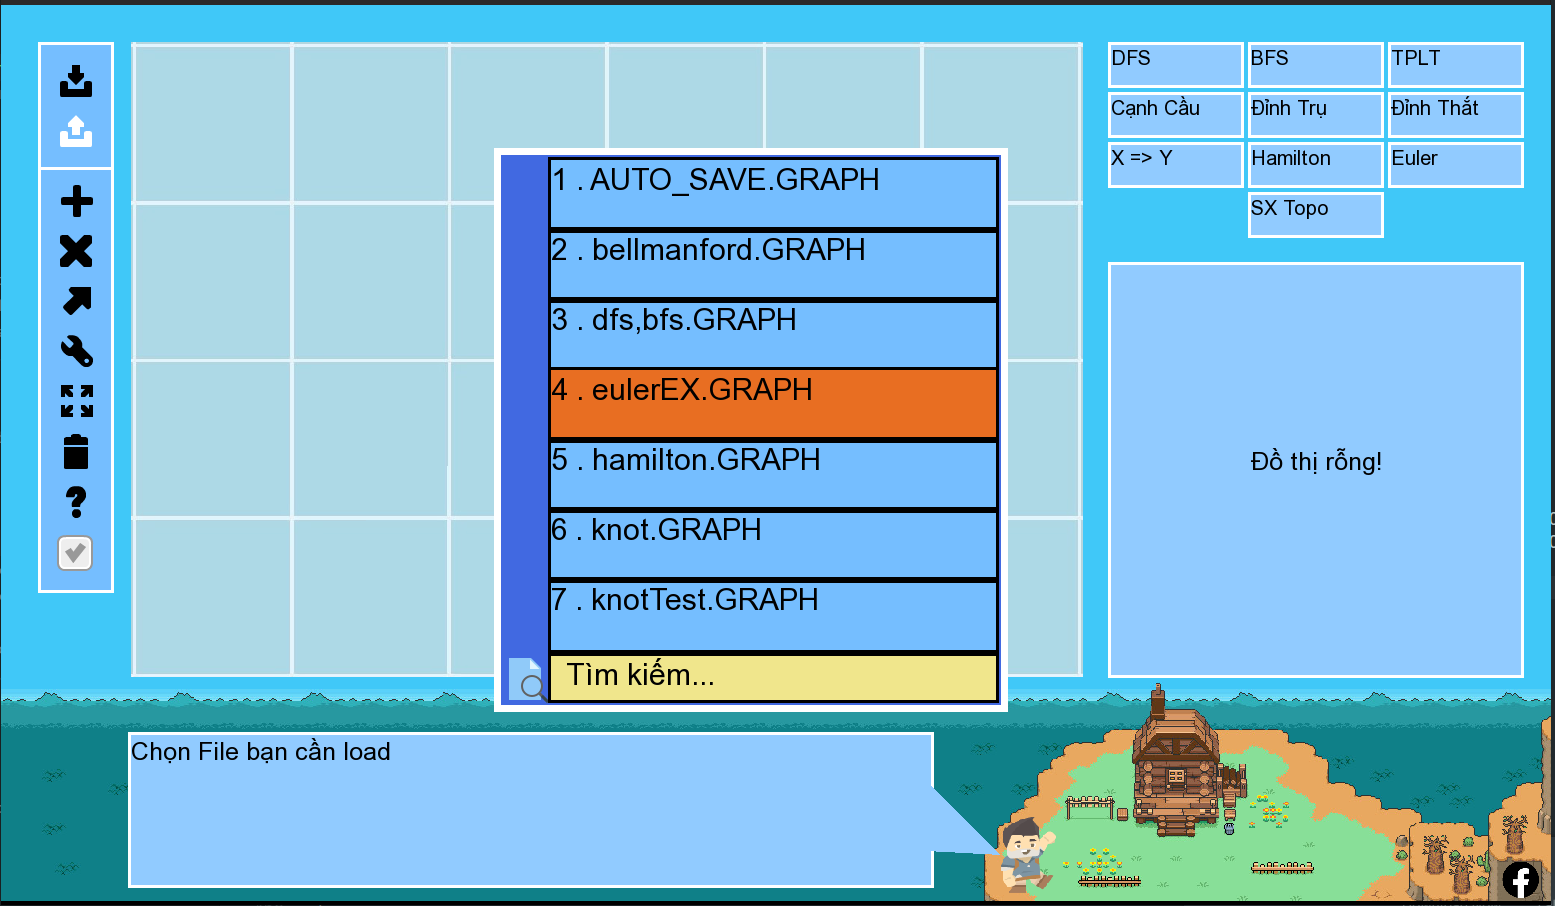 DFS
BFS
TPLT
Cạnh Cầu
Đỉnh Trụ
Đỉnh Thắt
X => Y
Hamilton
Euler
SX Topo
1 . AUTO_SAVE.GRAPH
2 . bellmanford.GRAPH
3 . dfs,bfs.GRAPH
4 . eulerEX.GRAPH
5 . hamilton.GRAPH
6 . knot.GRAPH
7 . knotTest.GRAPH
Tìm kiếm...
Đồ thị rỗng!
Chọn File bạn cần load